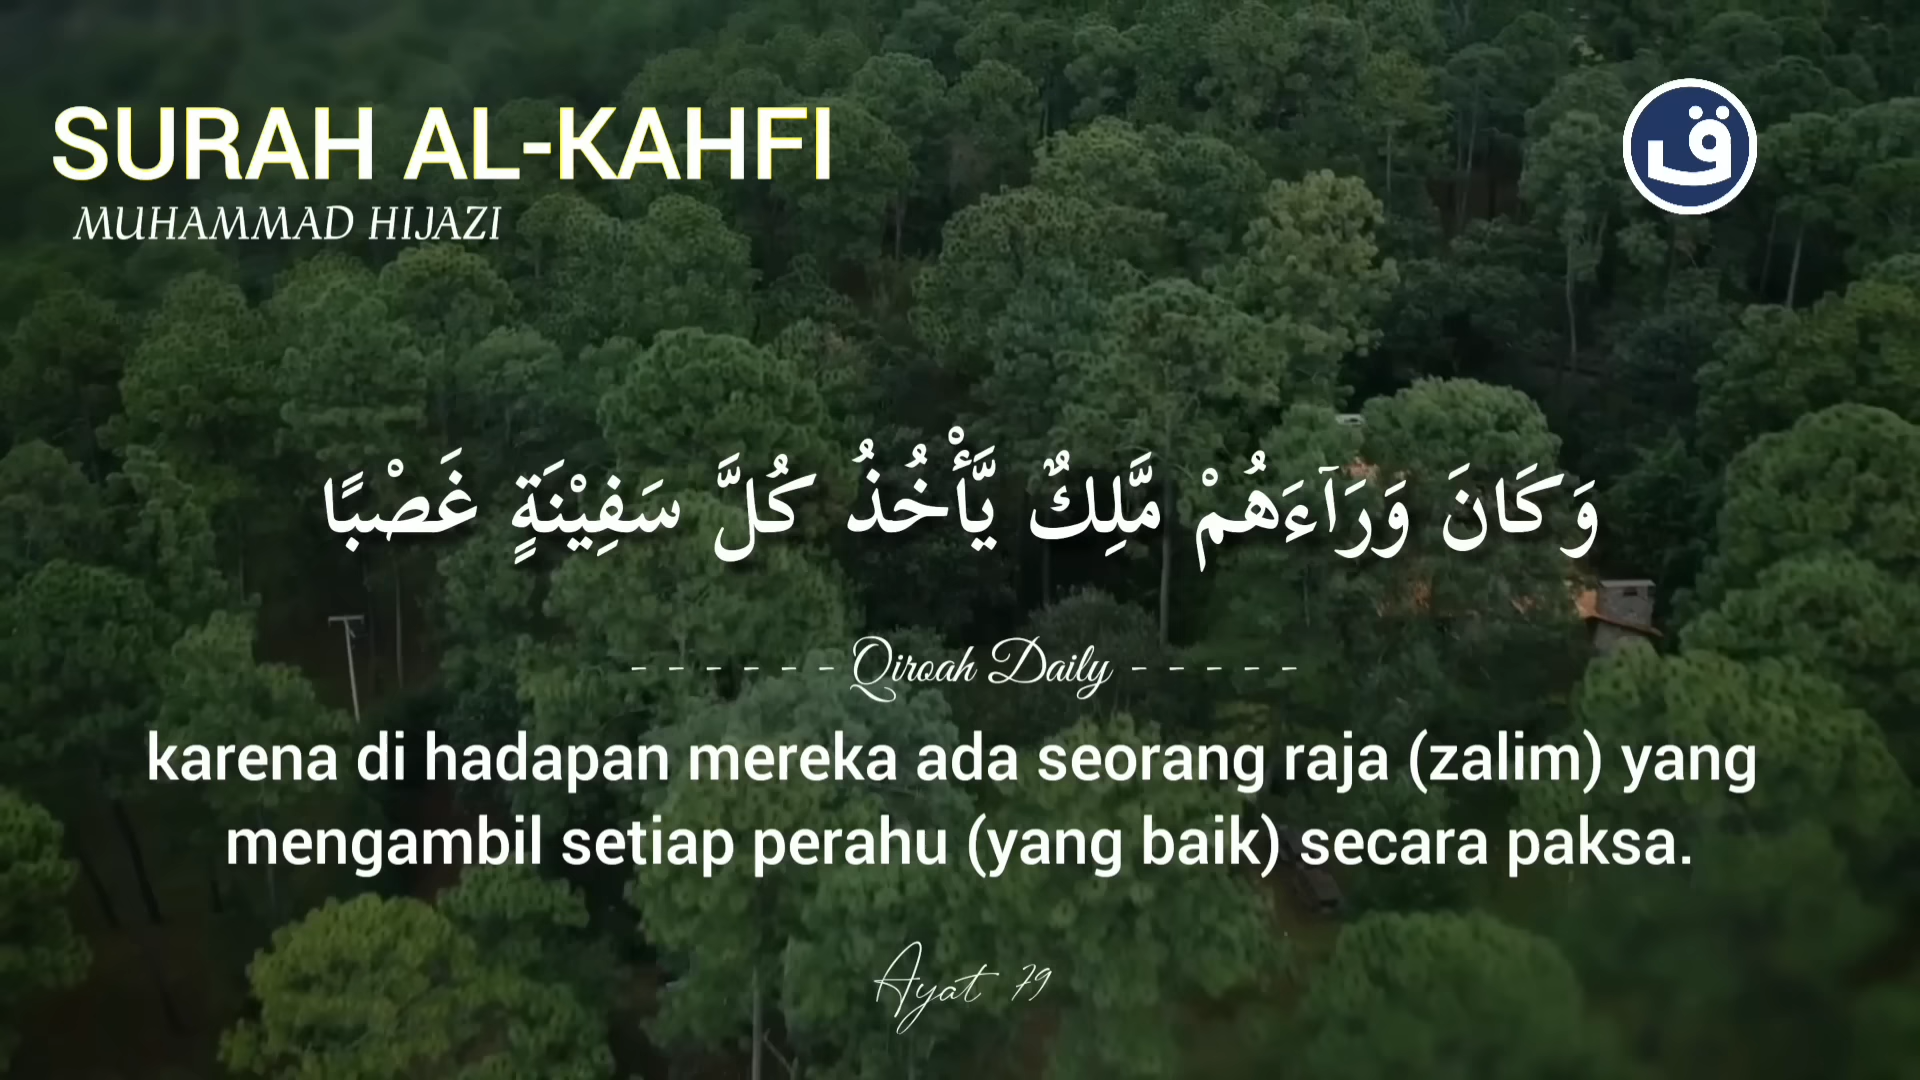 SURAH AL-KAHFI
MUHAMMAD HIJAZI
ق
وَكَانَ وَرَآءَهُمْ مَّلِكٌ يَّأْخُذُ كُلَّ سَفِيْنَةٍ غَصْبًا
- - - - - - Qiroah Daily - - - - -
karena di hadapan mereka ada seorang raja (zalim) yang
mengambil setiap perahu (yang baik) secara paksa.
Ayat 79